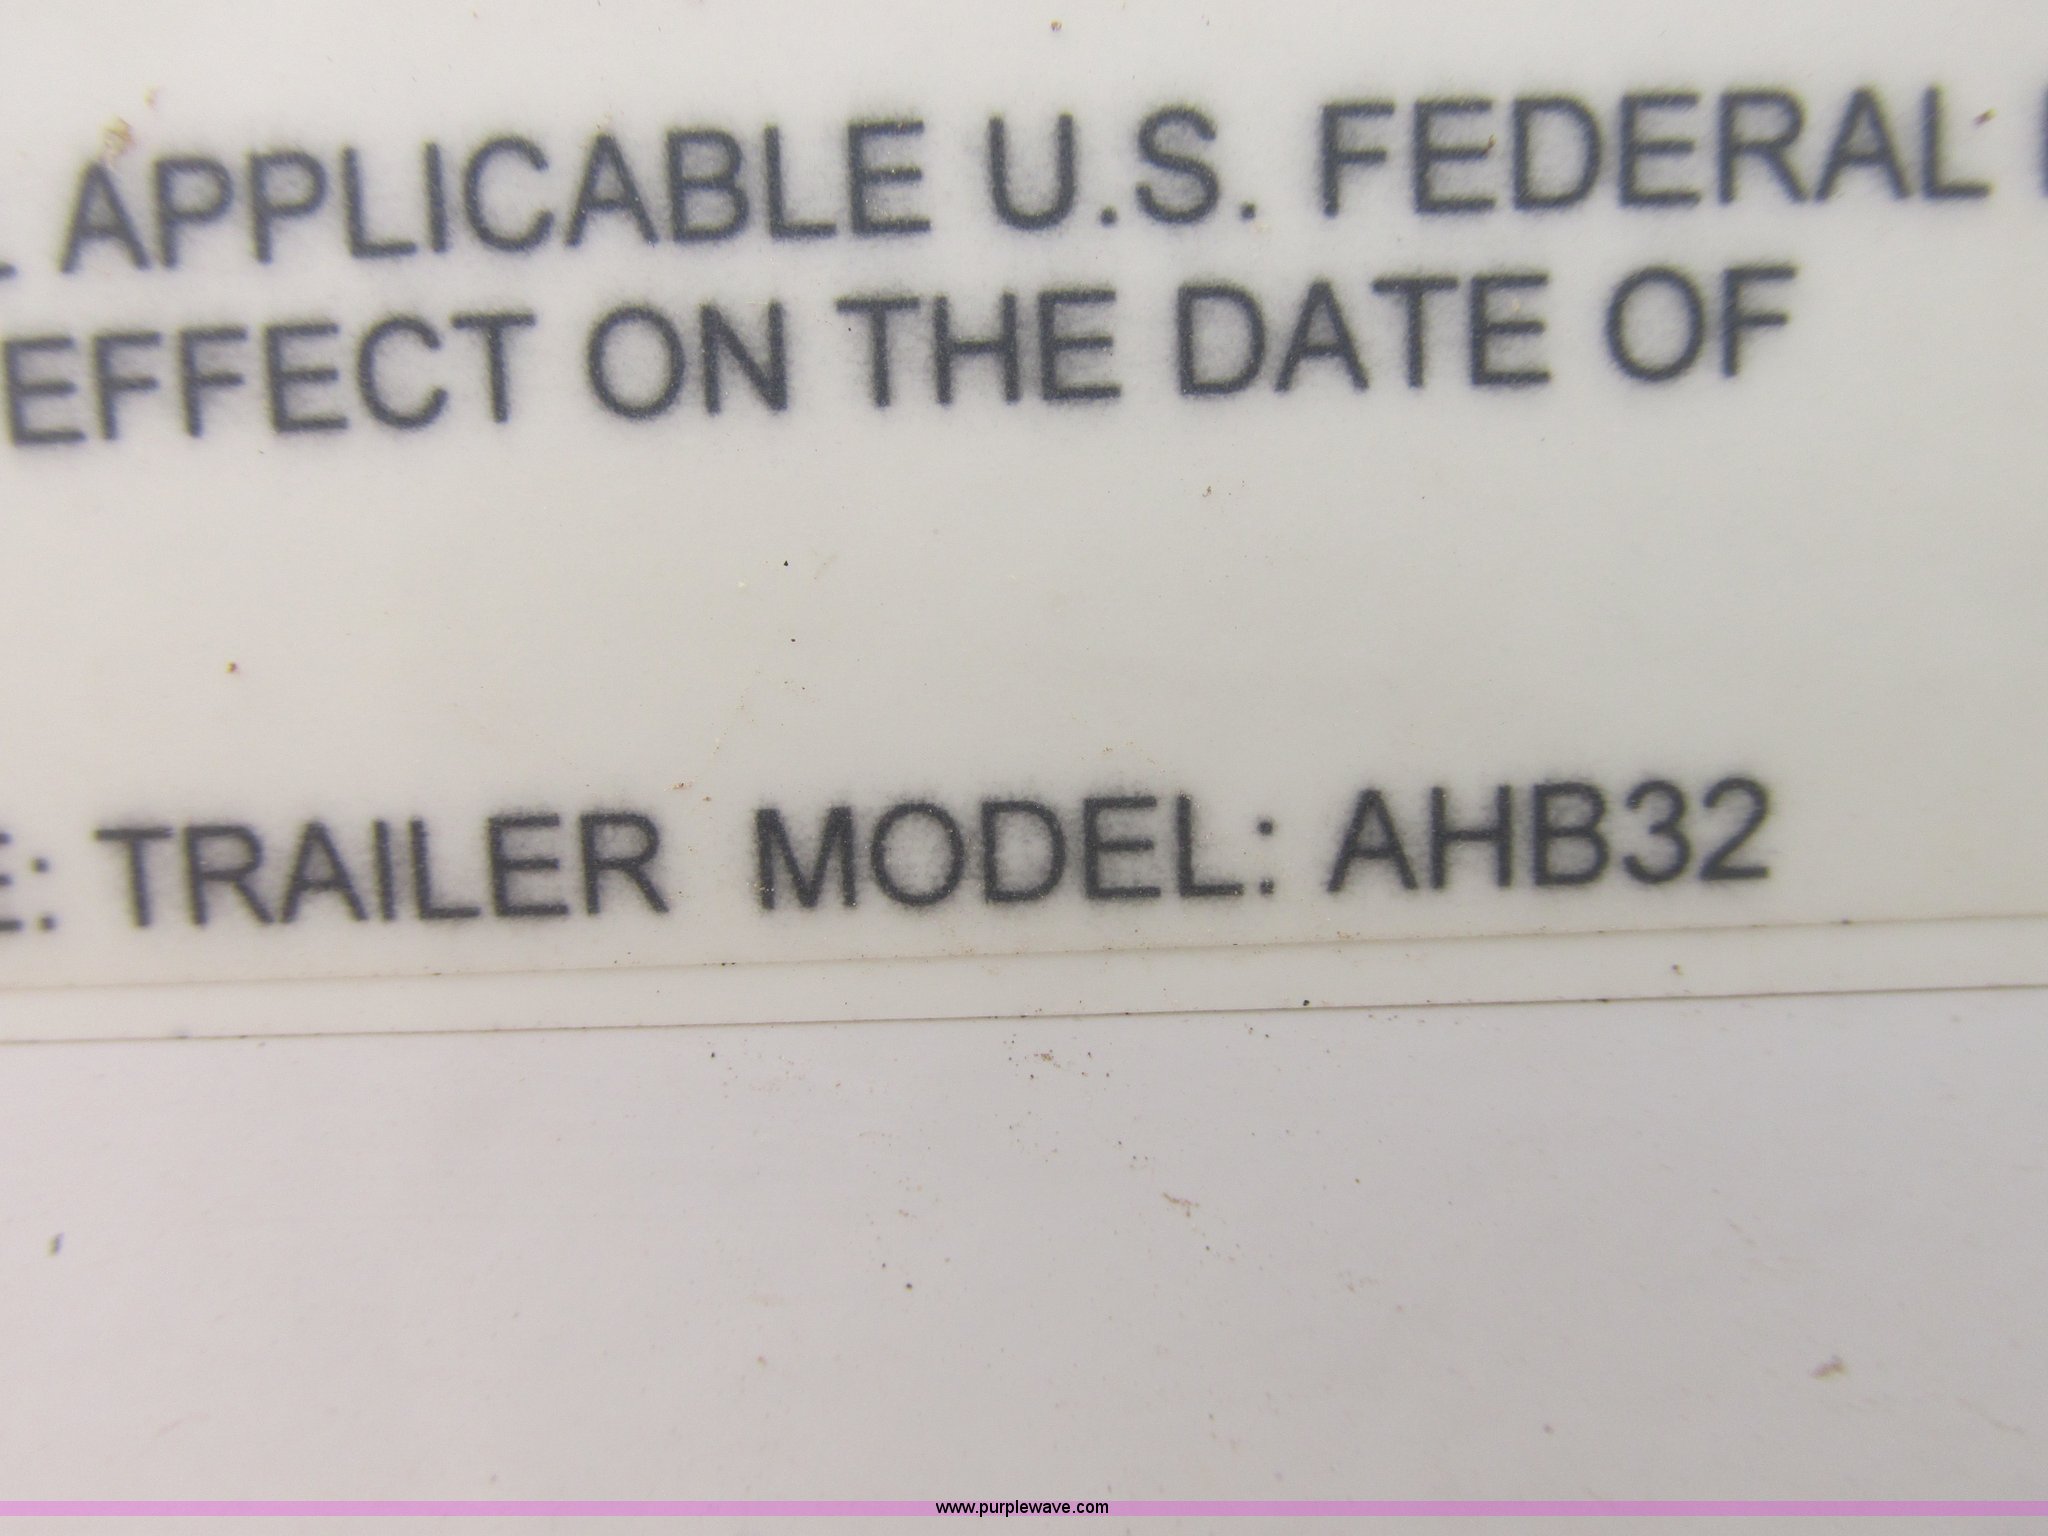 . APPLICABLE U.S. FEDERAL
EFFECT ON THE DATE OF
E: TRAILER MODEL: AHB32
www.purplewave.com